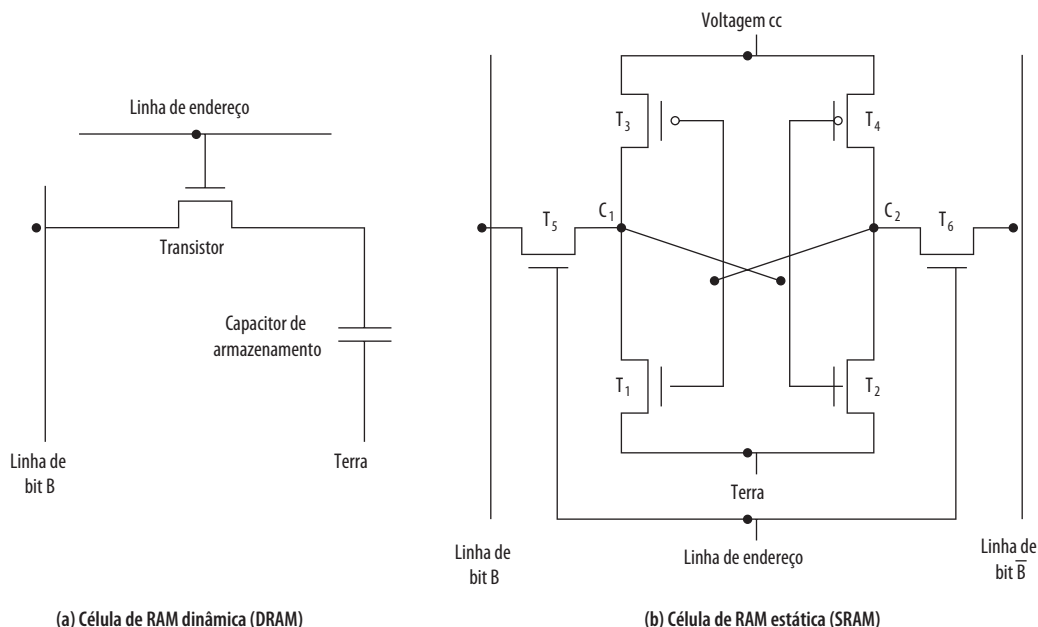 Linha de endereço
Transistor
Capacitor de
armazenamento
Linha de
bit B
Terra
(a) Célula de RAM dinâmica (DRAM)
Voltagem cc
T3
T4
T5
C1
C2
T6
T1
T2
Terra
Linha de endereço
Linha de
bit B
Linha de
bit B̅
(b) Célula de RAM estática (SRAM)